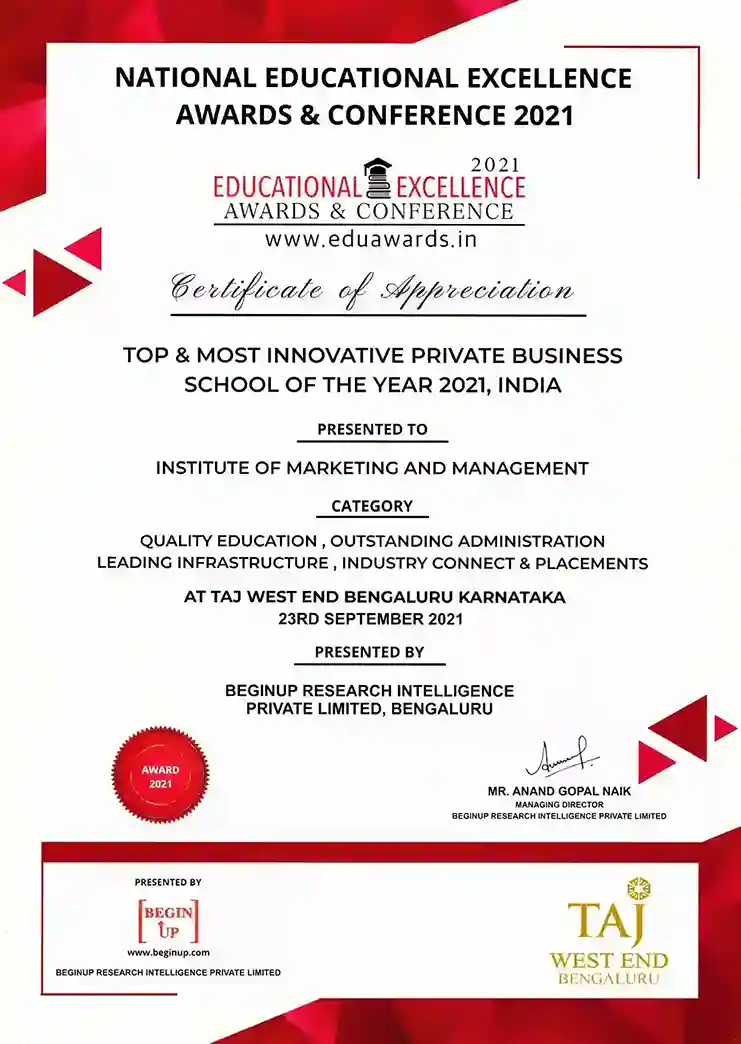 NATIONAL EDUCATIONAL EXCELLENCE
AWARDS & CONFERENCE 2021
2021
EDUCATIONAL EXCELLENCE
AWARDS & CONFERENCE
www.eduawards.in
Certificate of Appreciation
TOP & MOST INNOVATIVE PRIVATE BUSINESS
SCHOOL OF THE YEAR 2021, INDIA
PRESENTED TO
INSTITUTE OF MARKETING AND MANAGEMENT
CATEGORY
QUALITY EDUCATION , OUTSTANDING ADMINISTRATION
LEADING INFRASTRUCTURE , INDUSTRY CONNECT & PLACEMENTS
AT TAJ WEST END BENGALURU KARNATAKA
23RD SEPTEMBER 2021
PRESENTED BY
BEGINUP RESEARCH INTELLIGENCE
PRIVATE LIMITED, BENGALURU
AWARD
2021
MR. ANAND GOPAL NAIK
MANAGING DIRECTOR
BEGINUP RESEARCH INTELLIGENCE PRIVATE LIMITED
PRESENTED BY
BEGIN
UP
www.beginup.com
BEGINUP RESEARCH INTELLIGENCE PRIVATE LIMITED
TAJ
WEST END
BENGALURU